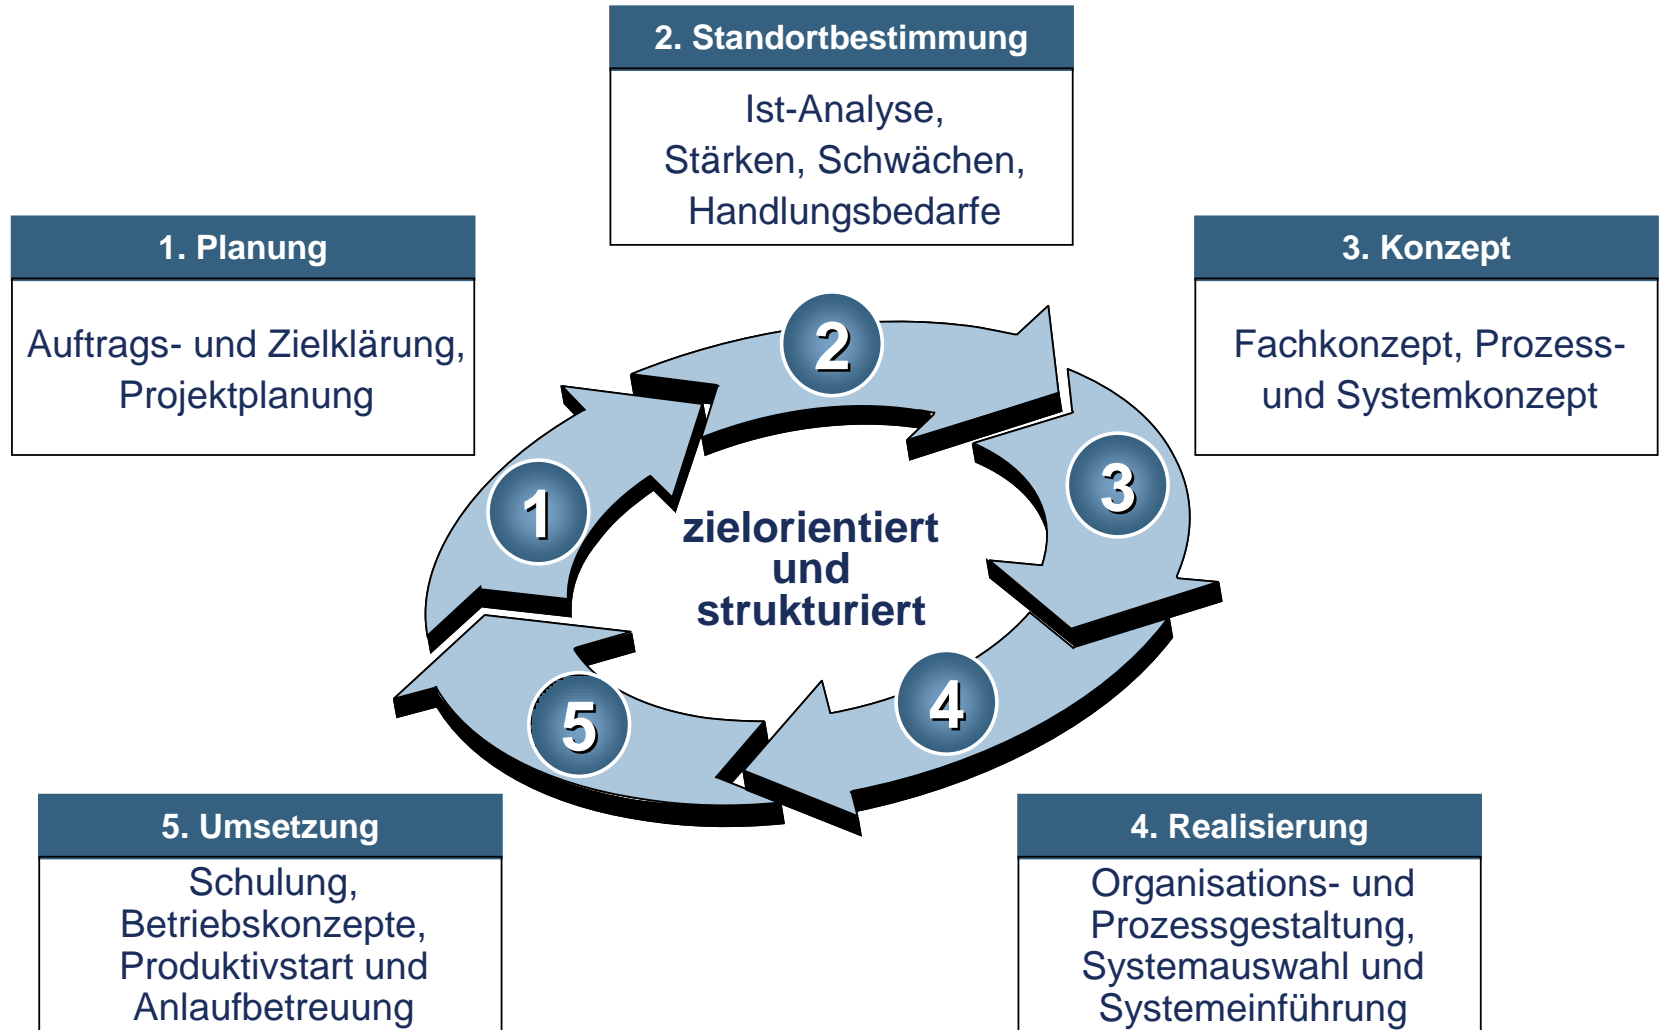 2. Standortbestimmung
Ist-Analyse,
Stärken, Schwächen,
Handlungsbedarfe
1. Planung
Auftrags- und Zielklärung,
Projektplanung
3. Konzept
Fachkonzept, Prozess-
und Systemkonzept
2
1
3
zielorientiert
und
strukturiert
4
5
5. Umsetzung
Schulung,
Betriebskonzepte,
Produktivstart und
Anlaufbetreuung
4. Realisierung
Organisations- und
Prozessgestaltung,
Systemauswahl und
Systemeinführung